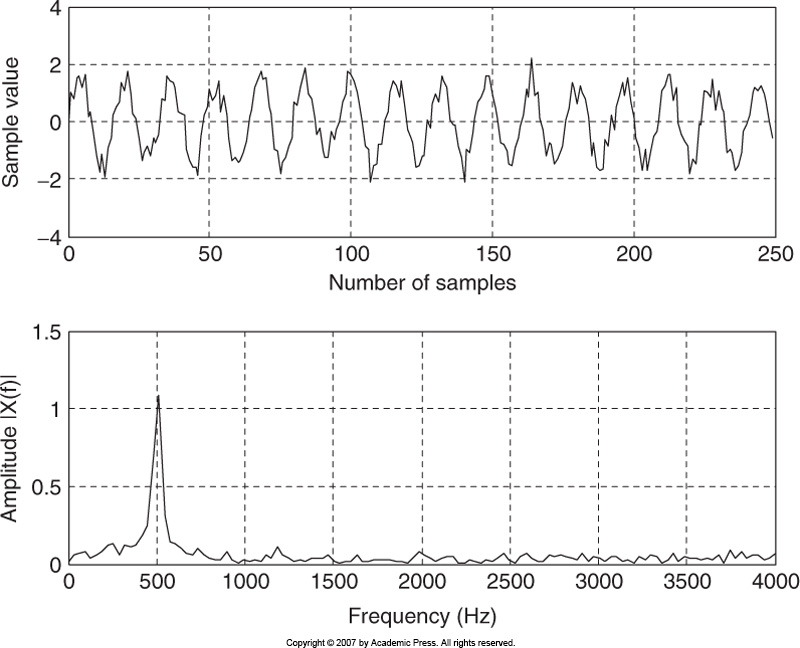 4
2
0
−2
−4
Sample value
0 50 100 150 200 250
Number of samples
1.5
1
0.5
0
Amplitude |X(f)|
0 500 1000 1500 2000 2500 3000 3500 4000
Frequency (Hz)
Copyright © 2007 by Academic Press. All rights reserved.